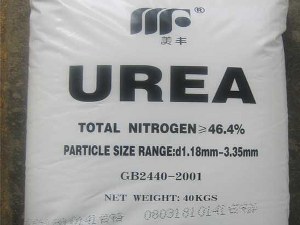 ®
美丰
UREA
TOTAL NITROGEN≥46.4%
PARTICLE SIZE RANGE:d1.18mm-3.35mm
GB2440-2001
NET WEIGHT: 40KGS